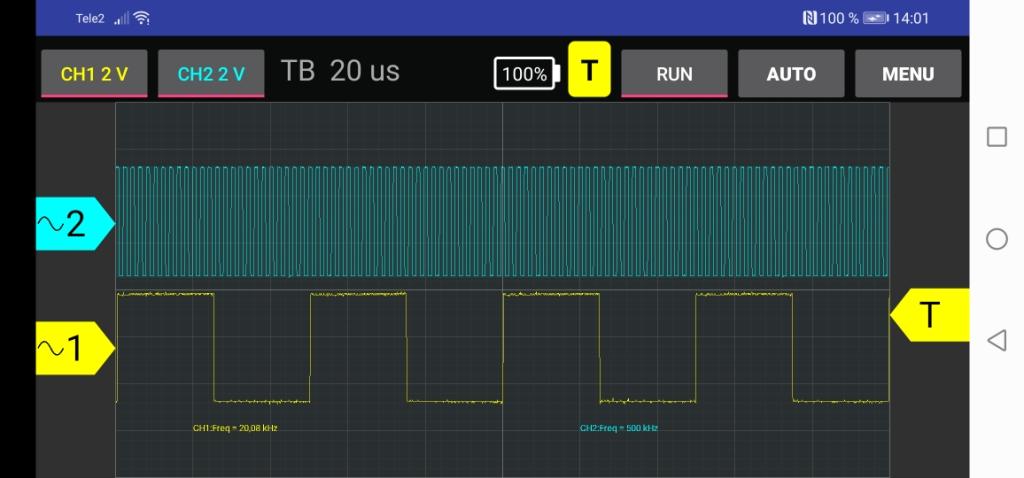 Tele2 100 % 14:01
CH1 2 V CH2 2 V TB 20 us 100% T RUN AUTO MENU
2
T
1
CH1:Freq = 20,08 kHz CH2:Freq = 500 kHz